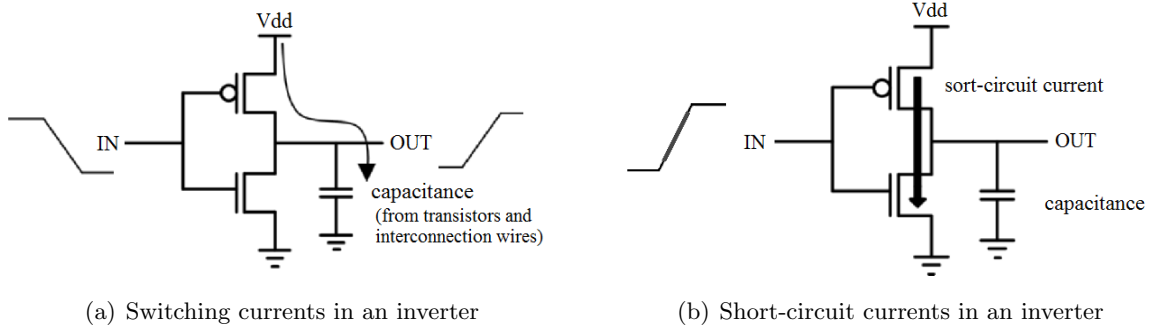 Vdd
IN
OUT
capacitance
(from transistors and
interconnection wires)
(a) Switching currents in an inverter
Vdd
sort-circuit current
IN
OUT
capacitance
(b) Short-circuit currents in an inverter